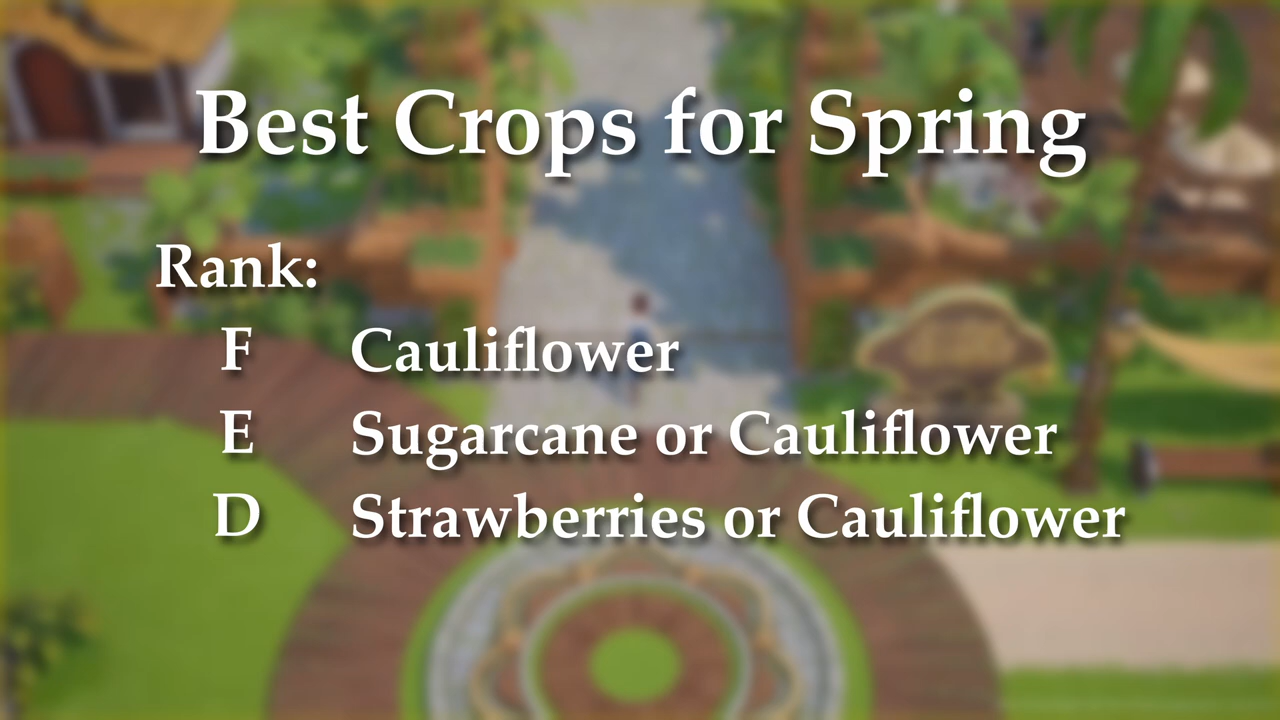 Best Crops for Spring
Rank:
F Cauliflower
E Sugarcane or Cauliflower
D Strawberries or Cauliflower